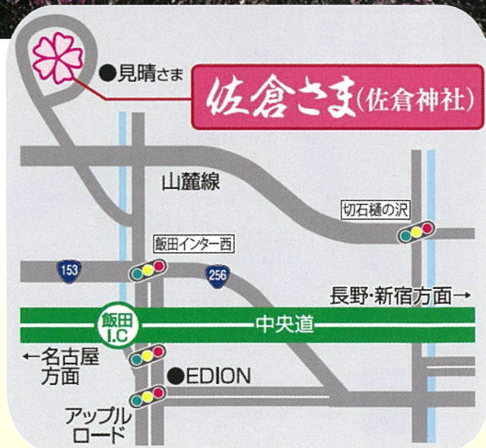 ●見晴さま
佐倉さま(佐倉神社)
山麓線
切石樋の沢
飯田インター西
153
256
長野・新宿方面→
飯田
I.C
中央道
←名古屋
方面
●EDION
アップル
ロード